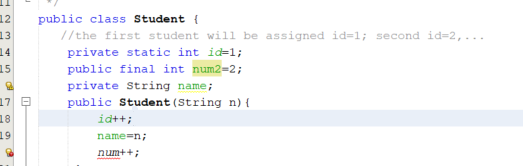 11 */
12 public class Student {
13 //the first student will be assigned id=1; second id=2,...
14 private static int id=1;
15 public final int num2=2;
private String name;
17 public Student(String n){
18 id++;
19 name=n;
num++;